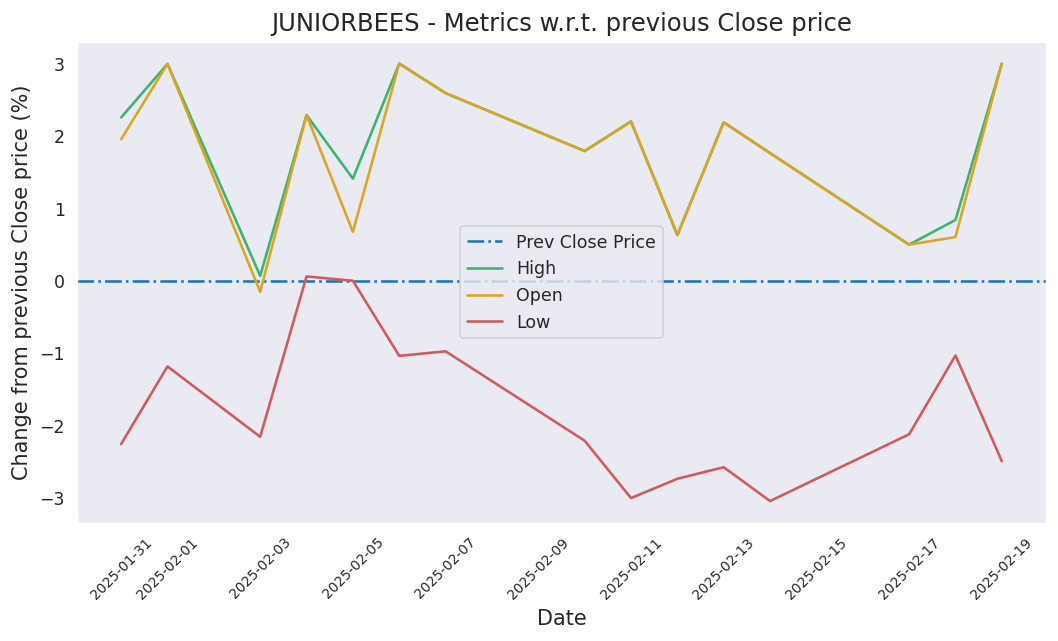 JUNIORBEES - Metrics w.r.t. previous Close price
Change from previous Close price (%)
3
2
1
0
−1
−2
−3
Prev Close Price
High
Open
Low
2025-01-31
2025-02-01
2025-02-03
2025-02-05
2025-02-07
2025-02-09
2025-02-11
2025-02-13
2025-02-15
2025-02-17
2025-02-19
Date